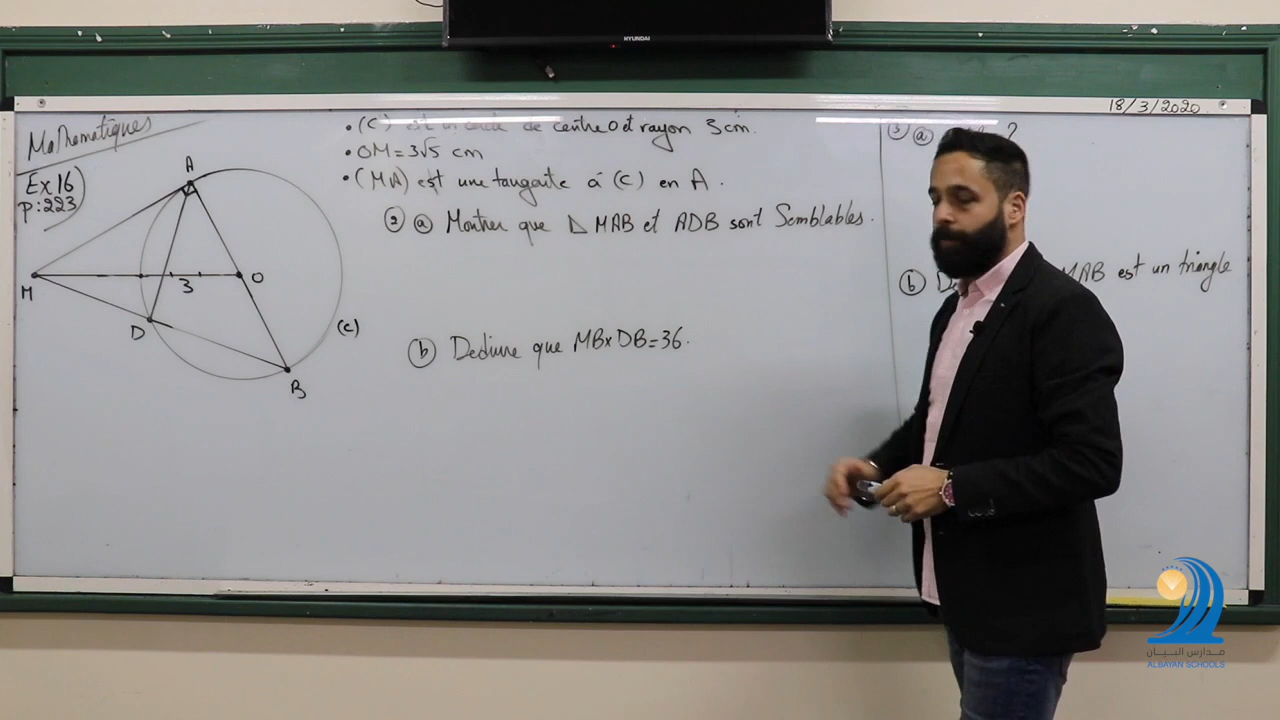 HYUNDAI
18/3/2020
Mathematiques
Ex 16
p:223
• (C) est un cercle de centre O et rayon 3 cm.
• OM = 3√5 cm
• (MA) est une tangente à (C) en A.
② ⓐ Montrer que △ MAB et ADB sont Semblables.
ⓑ Deduire que MB×DB=36.
③ ⓐ ?
ⓑ MAB est un triangle
A
M
3
O
D
(C)
B
مدارس البيان
ALBAYAN SCHOOLS